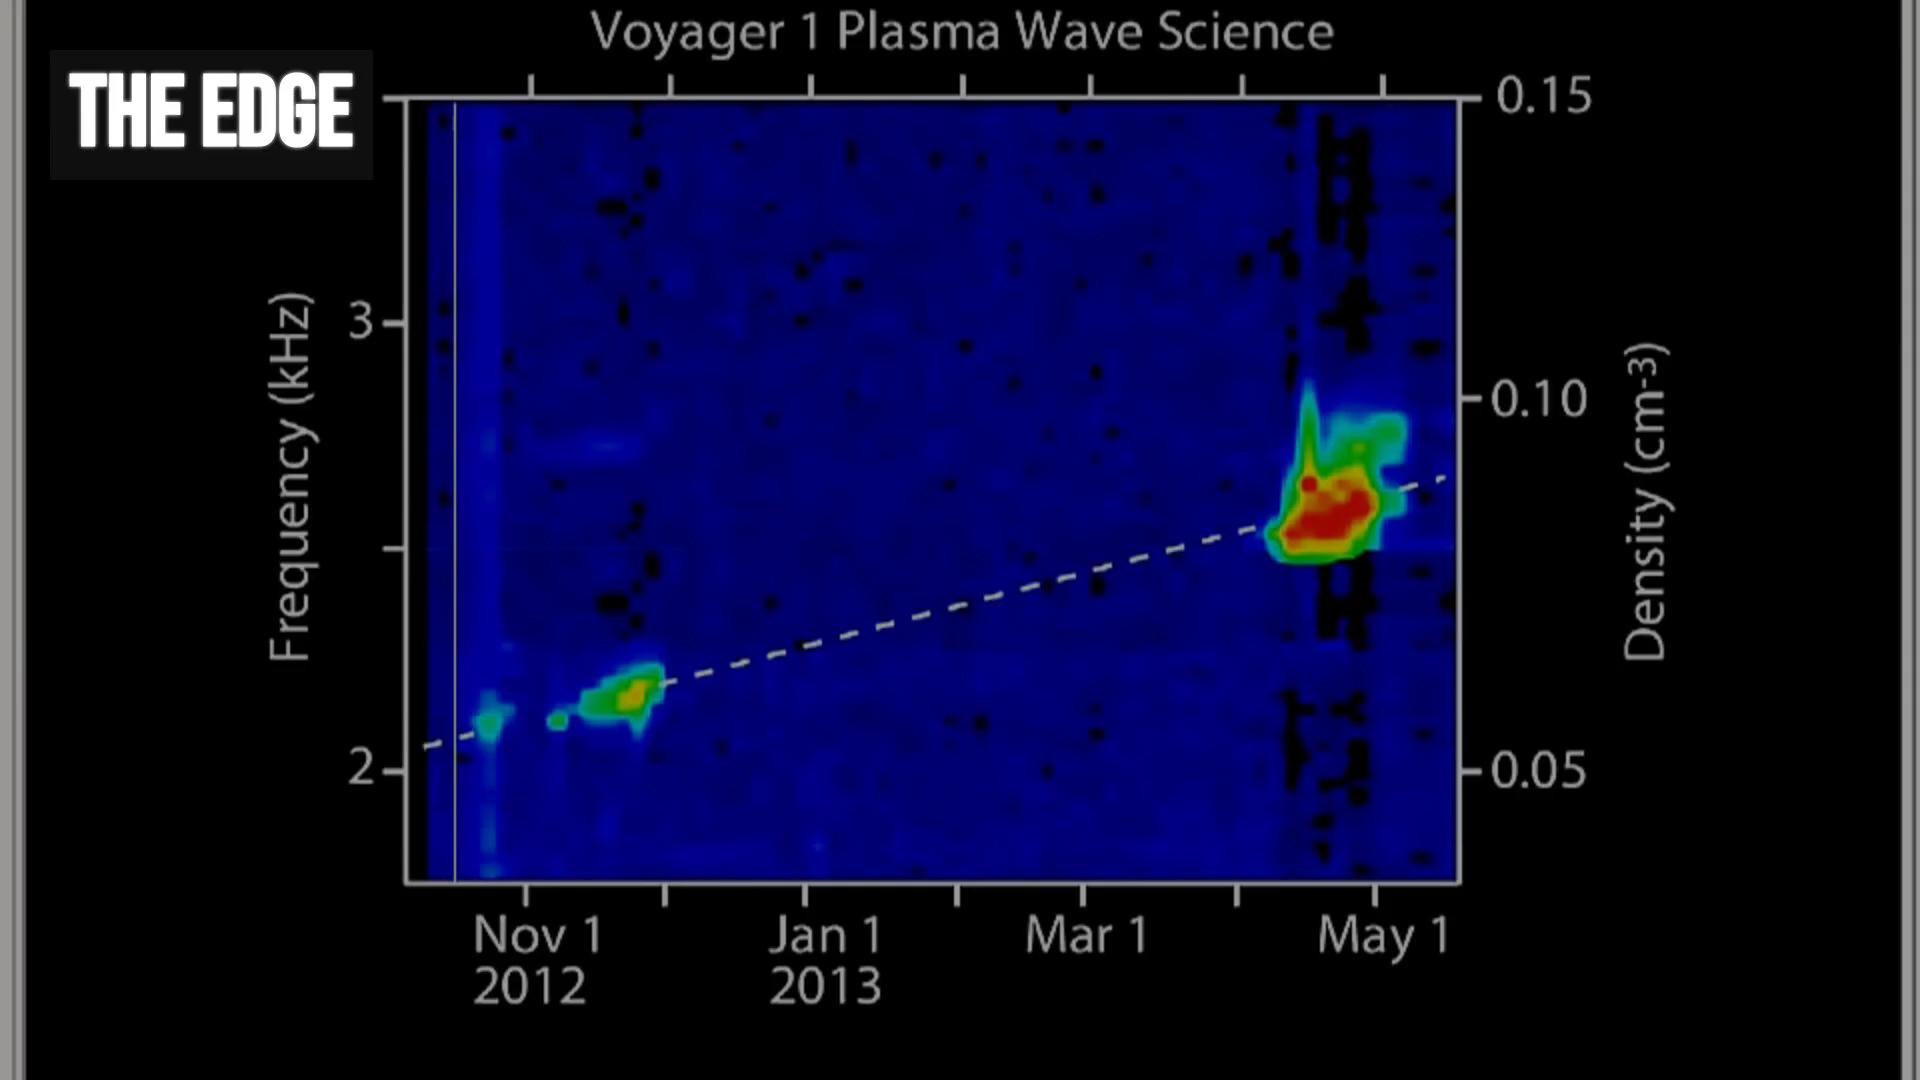 Voyager 1 Plasma Wave Science
THE EDGE
0.15
3
Frequency (kHz)
0.10
Density (cm-3)
2
0.05
Nov 1 Jan 1 Mar 1 May 1
2012 2013